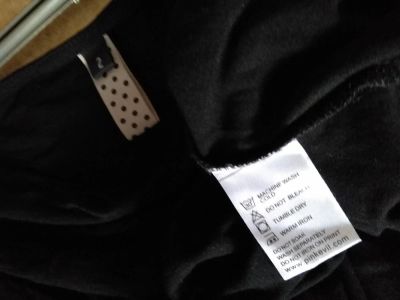 MACHINE WASH
COLD
DO NOT BLEACH
TUMBLE DRY
WARM IRON
DO NOT SOAK
WASH SEPARATELY
DO NOT IRON ON PRINT
www.pinkevil.com